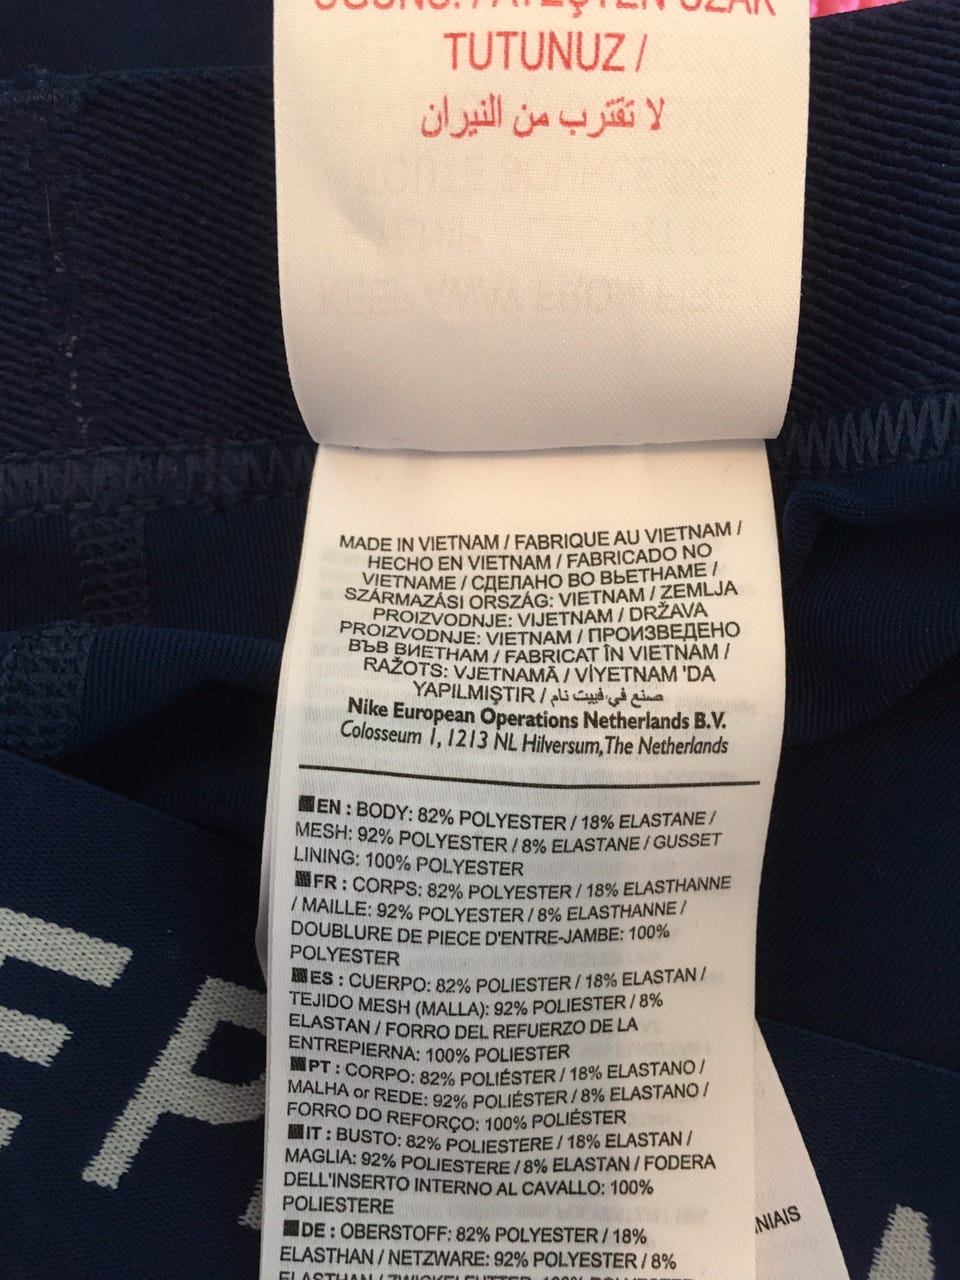 TUTUNUZ /
لا تقترب من النيران
MADE IN VIETNAM / FABRIQUE AU VIETNAM /
HECHO EN VIETNAM / FABRICADO NO
VIETNAME / СДЕЛАНО ВО ВЬЕТНАМЕ /
SZÁRMAZÁSI ORSZÁG: VIETNAM / ZEMLJA
PROIZVODNJE: VIJETNAM / DRŽAVA
PROIZVODNJE: VIETNAM / ПРОИЗВЕДЕНО
ВЪВ ВИЕТНАМ / FABRICAT ÎN VIETNAM /
RAŽOTS: VJETNAMĀ / VİYETNAM 'DA
YAPILMIŞTIR / صنع في فييت نام
Nike European Operations Netherlands B.V.
Colosseum 1, 1213 NL Hilversum, The Netherlands
EN : BODY: 82% POLYESTER / 18% ELASTANE /
MESH: 92% POLYESTER / 8% ELASTANE / GUSSET
LINING: 100% POLYESTER
FR : CORPS: 82% POLYESTER / 18% ELASTHANNE
/ MAILLE: 92% POLYESTER / 8% ELASTHANNE /
DOUBLURE DE PIECE D'ENTRE-JAMBE: 100%
POLYESTER
ES : CUERPO: 82% POLIESTER / 18% ELASTAN /
TEJIDO MESH (MALLA): 92% POLIESTER / 8%
ELASTAN / FORRO DEL REFUERZO DE LA
ENTREPIERNA: 100% POLIESTER
PT : CORPO: 82% POLIÉSTER / 18% ELASTANO /
MALHA or REDE: 92% POLIÉSTER / 8% ELASTANO /
FORRO DO REFORÇO: 100% POLIÉSTER
IT : BUSTO: 82% POLIESTERE / 18% ELASTAN /
MAGLIA: 92% POLIESTERE / 8% ELASTAN / FODERA
DELL'INSERTO INTERNO AL CAVALLO: 100%
POLIESTERE
DE : OBERSTOFF: 82% POLYESTER / 18%
ELASTHAN / NETZWARE: 92% POLYESTER / 8%